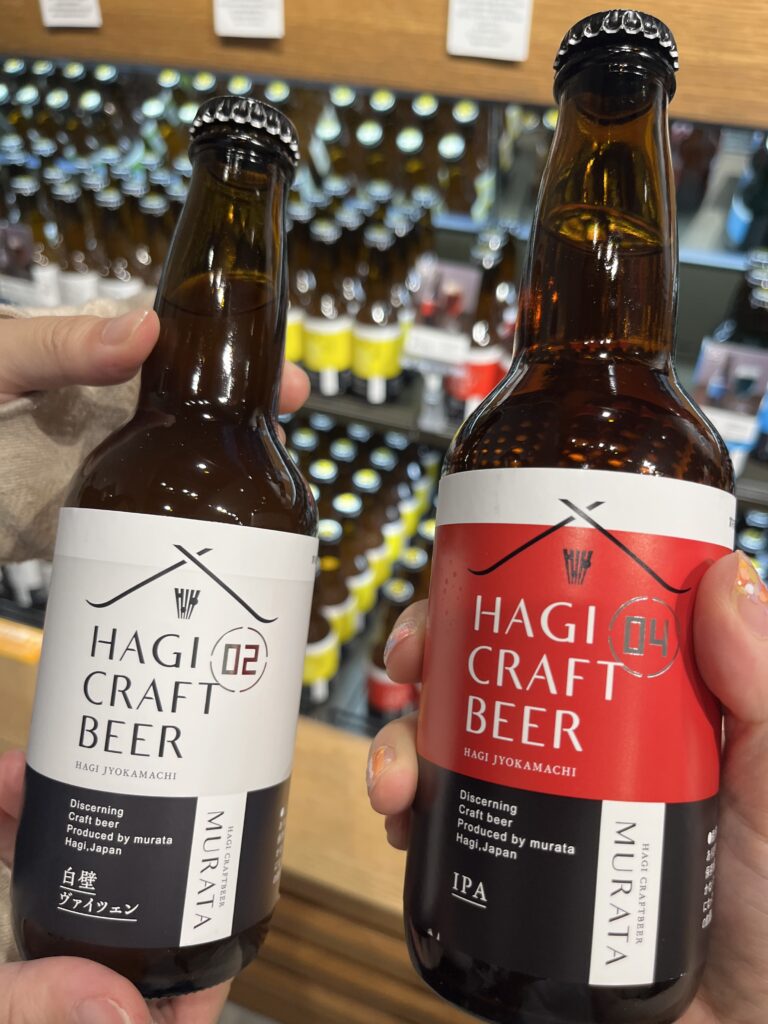 HAGI
02
CRAFT
BEER
HAGI JYOKAMACHI
Discerning
Craft beer
Produced by murata
Hagi,Japan
白壁
ヴァイツェン
HAGI CRAFTBEER
MURATA
HAGI
04
CRAFT
BEER
HAGI JYOKAMACHI
Discerning
Craft beer
Produced by murata
Hagi,Japan
IPA
HAGI CRAFTBEER
MURATA